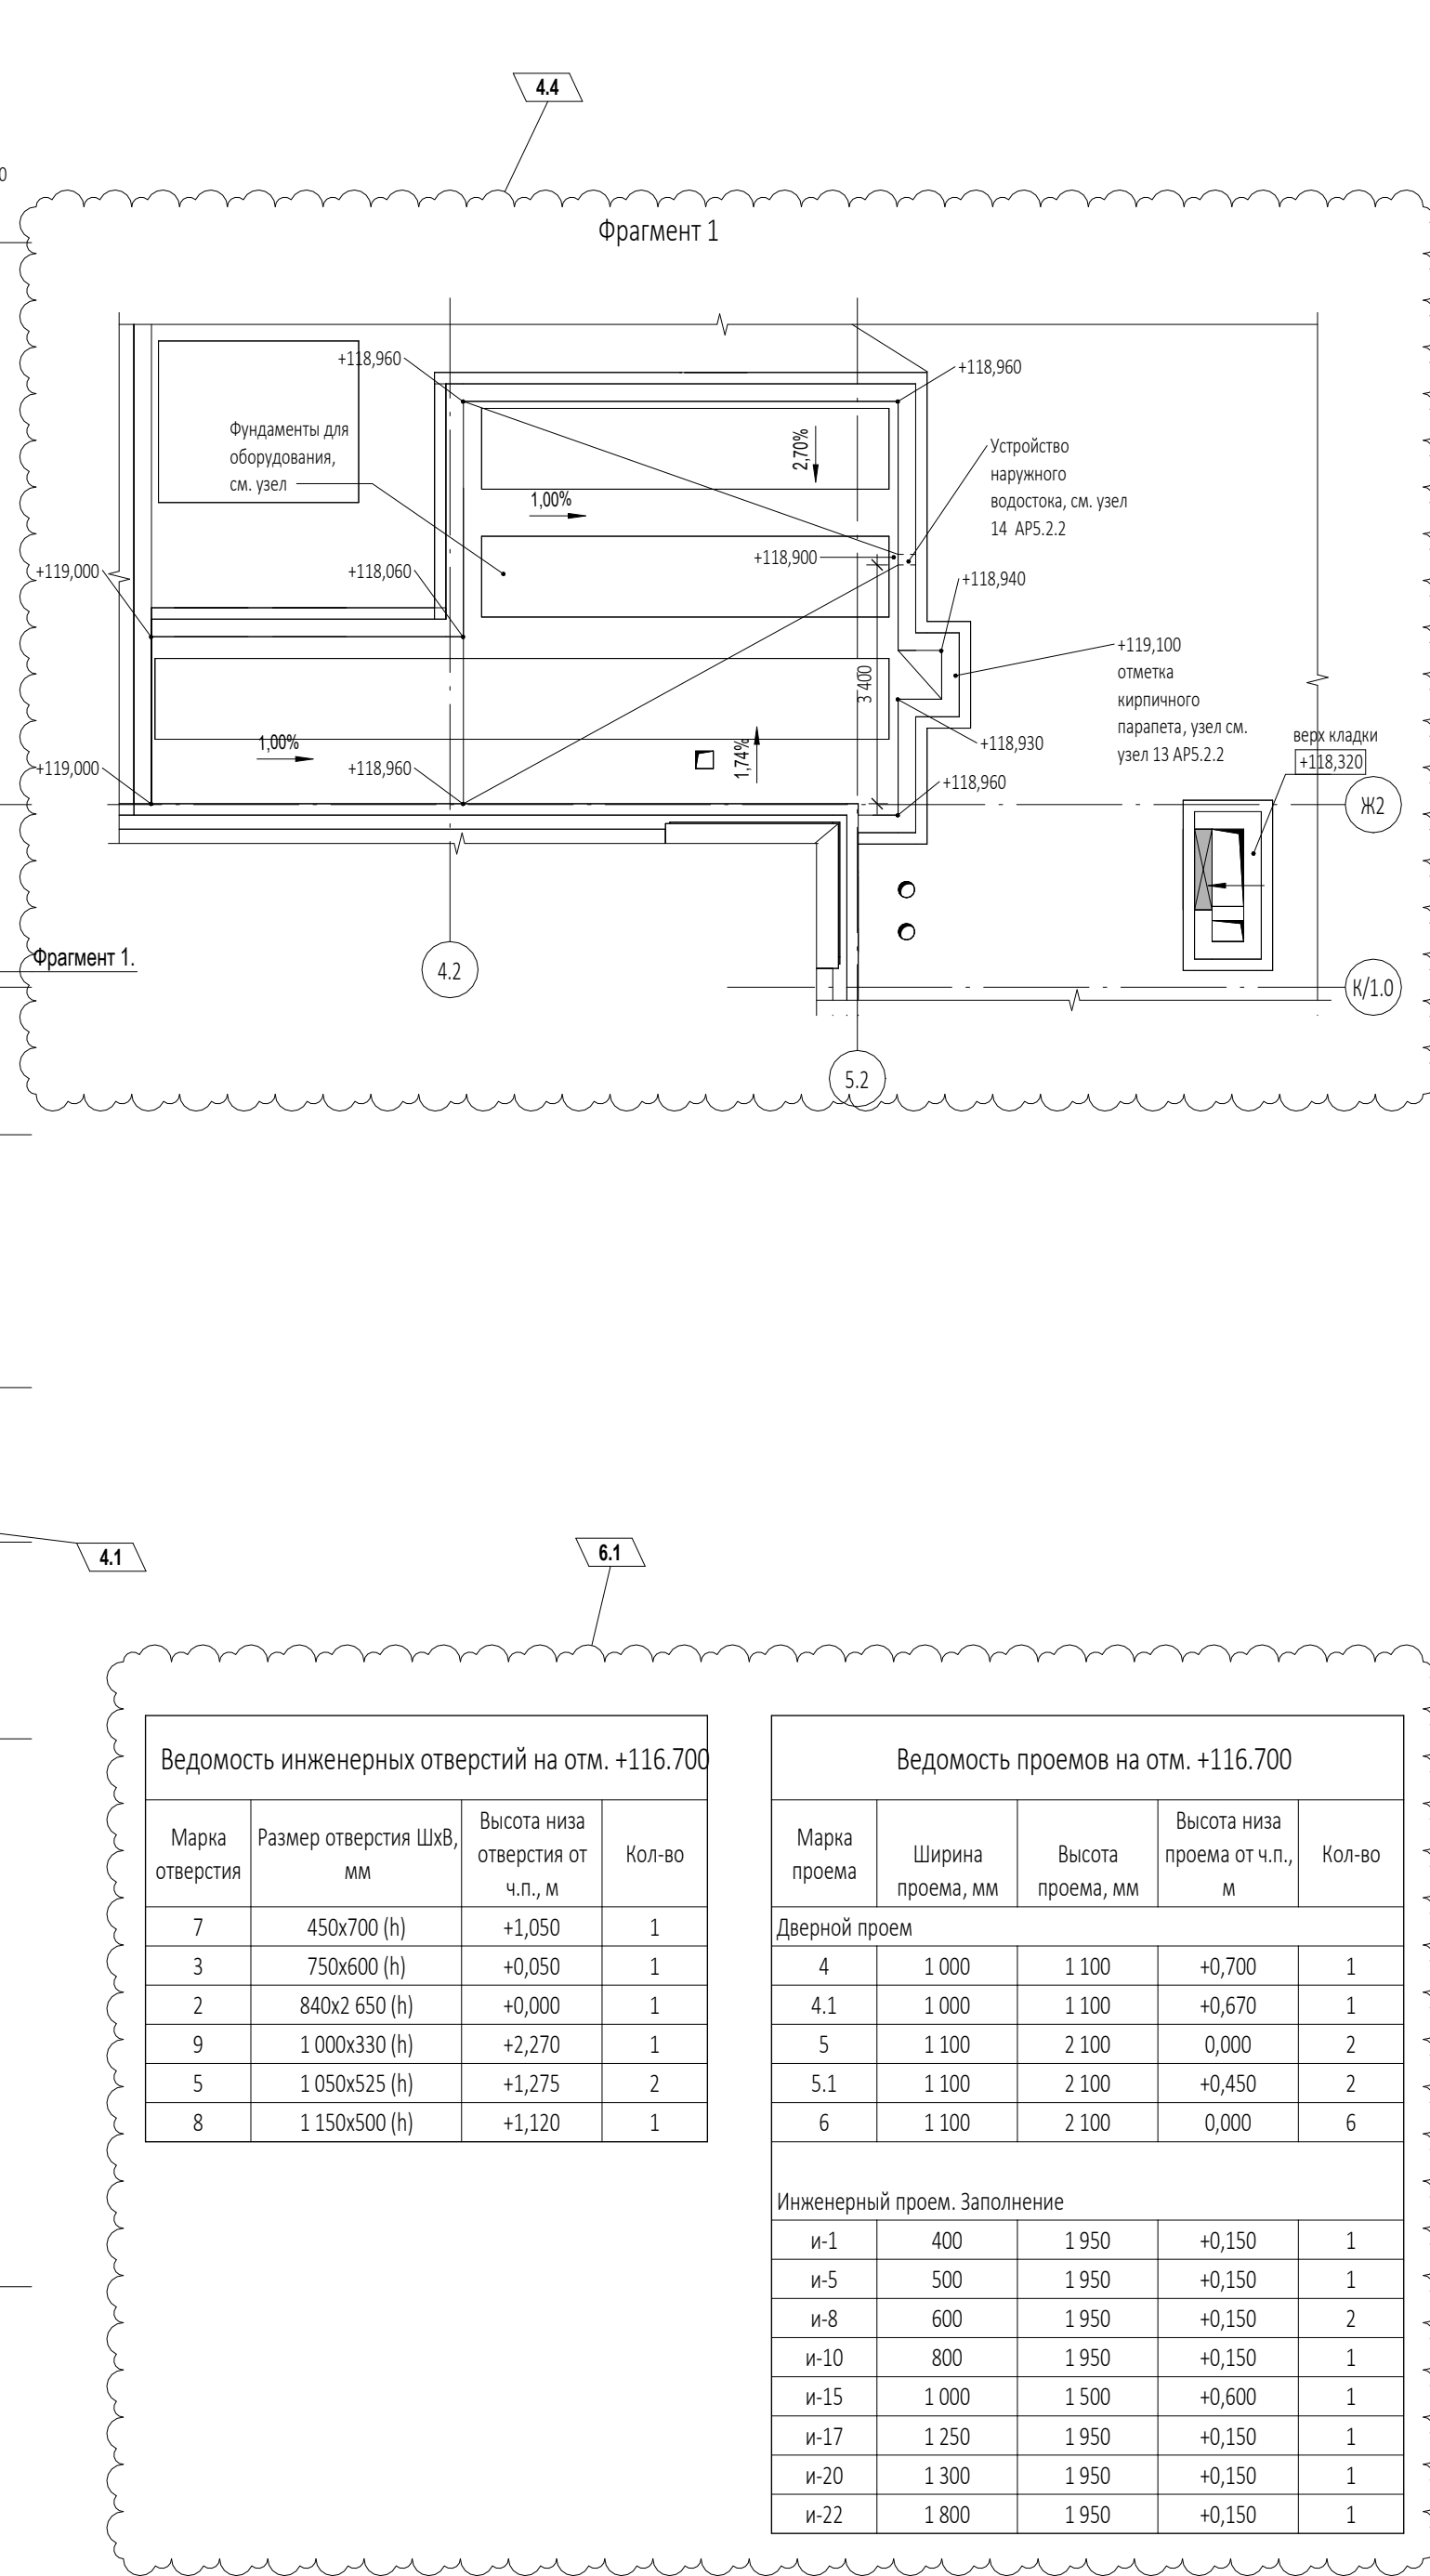 4.4
Фрагмент 1
+118,960
+118,960
Фундаменты для
оборудования,
см. узел
2,70%
Устройство
наружного
водостока, см. узел
14 АР5.2.2
1,00%
+118,900
+119,000
+118,060
+118,940
+119,100
отметка
кирпичного
парапета, узел см.
узел 13 АР5.2.2
3 400
верх кладки
+118,320
1,00%
1,74%
+118,930
+119,000
+118,960
+118,960
Ж2
Фрагмент 1.
4.2
К/1.0
5.2
4.1
6.1
Ведомость инженерных отверстий на отм. +116.700
Марка отверстия | Размер отверстия ШхВ, мм | Высота низа отверстия от ч.п., м | Кол-во
7 450х700 (h) +1,050 1
3 750х600 (h) +0,050 1
2 840х2 650 (h) +0,000 1
9 1 000х330 (h) +2,270 1
5 1 050х525 (h) +1,275 2
8 1 150х500 (h) +1,120 1
Ведомость проемов на отм. +116.700
Марка проема | Ширина проема, мм | Высота проема, мм | Высота низа проема от ч.п., м | Кол-во
Дверной проем
4 1 000 1 100 +0,700 1
4.1 1 000 1 100 +0,670 1
5 1 100 2 100 0,000 2
5.1 1 100 2 100 +0,450 2
6 1 100 2 100 0,000 6
Инженерный проем. Заполнение
и-1 400 1 950 +0,150 1
и-5 500 1 950 +0,150 1
и-8 600 1 950 +0,150 2
и-10 800 1 950 +0,150 1
и-15 1 000 1 500 +0,600 1
и-17 1 250 1 950 +0,150 1
и-20 1 300 1 950 +0,150 1
и-22 1 800 1 950 +0,150 1